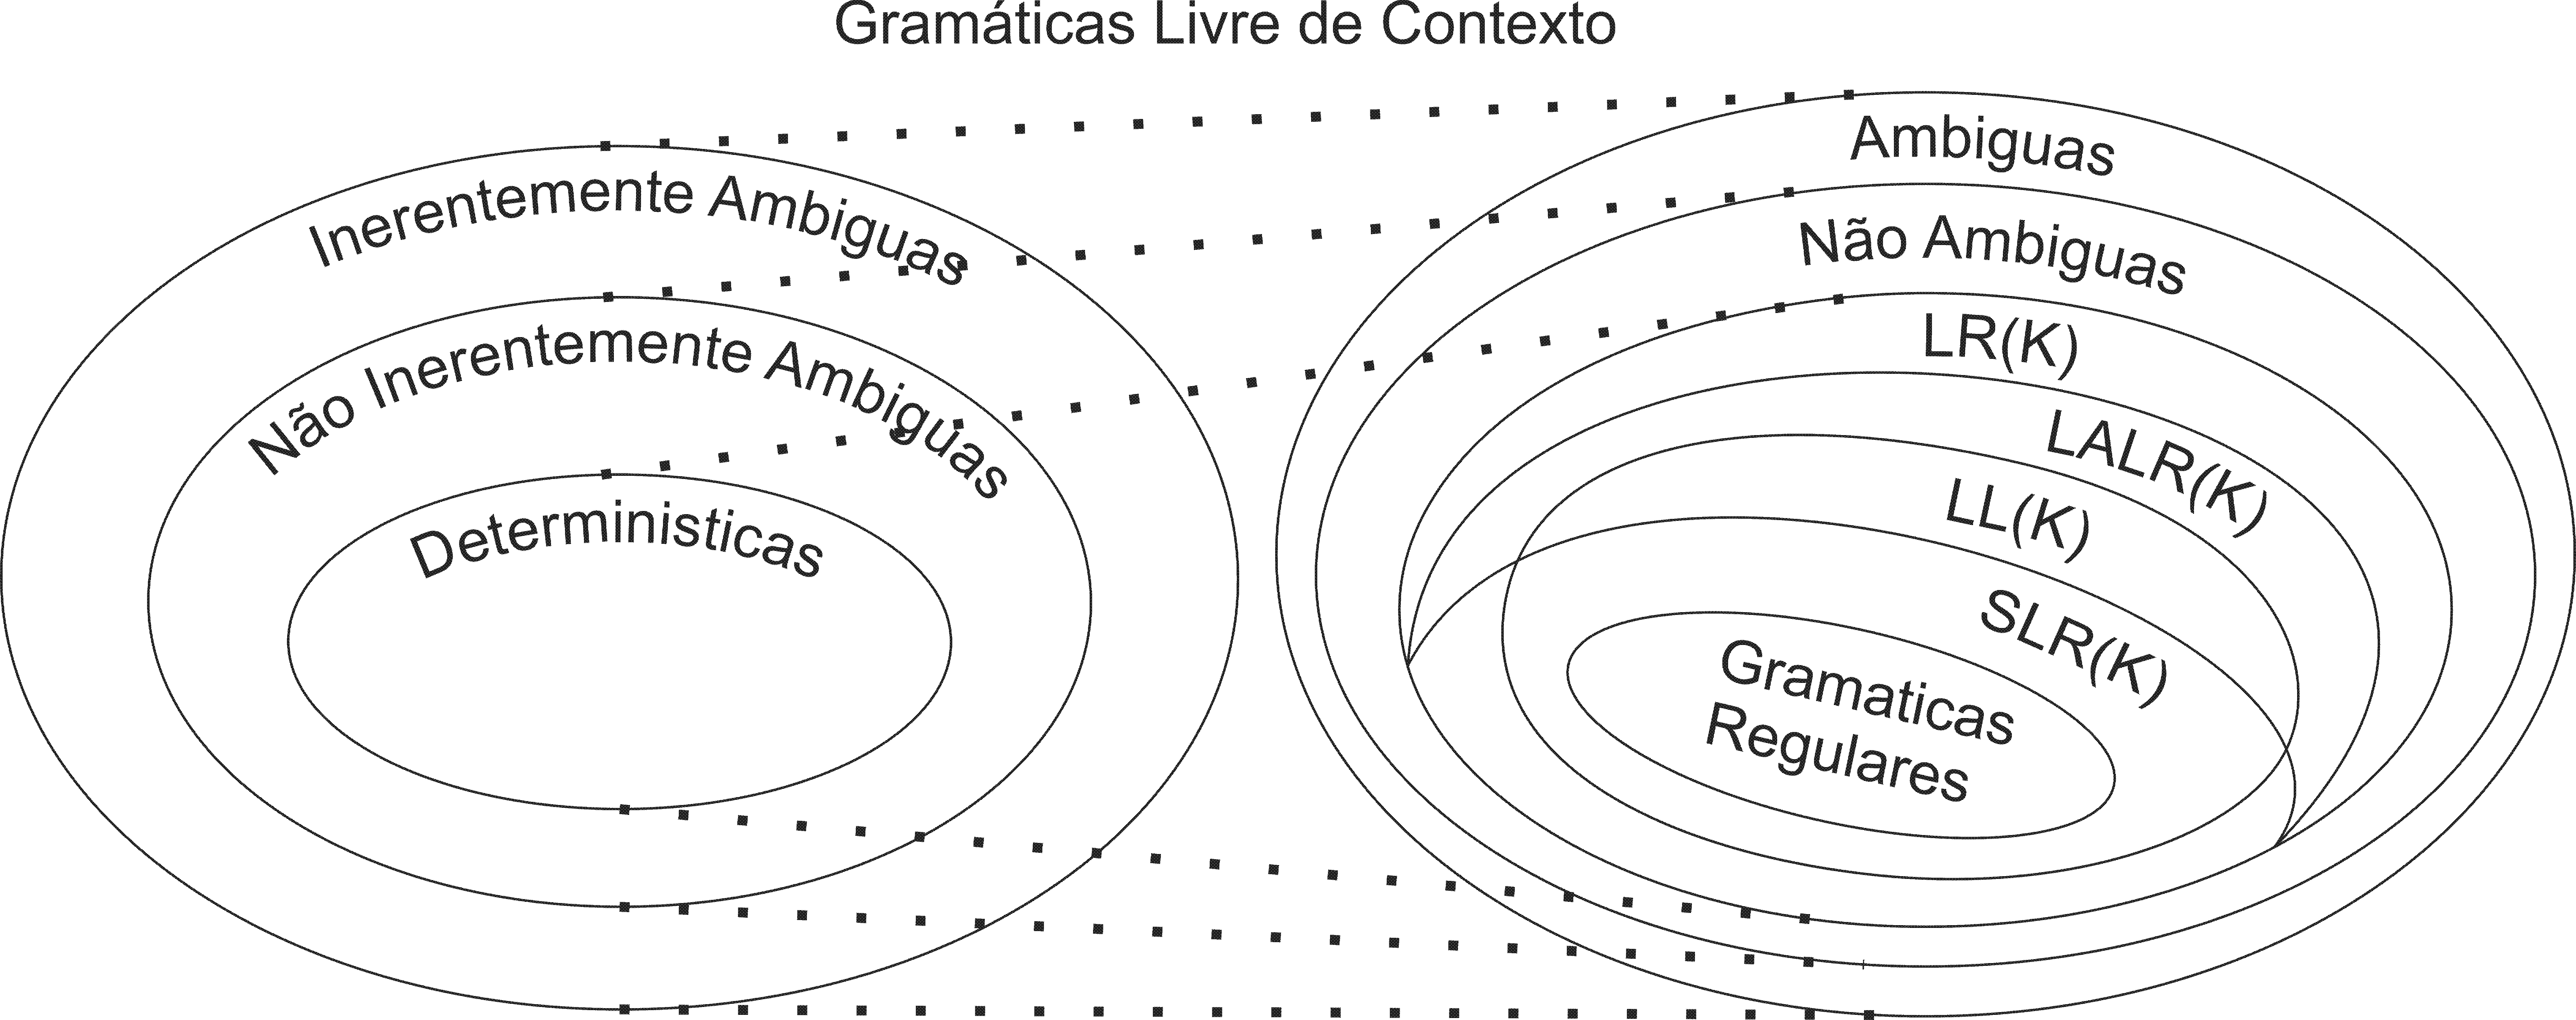 Gramáticas Livre de Contexto
Inerentemente Ambiguas
Não Inerentemente Ambiguas
Deterministicas
Ambiguas
Não Ambiguas
LR(K)
LALR(K)
LL(K)
SLR(K)
Gramaticas
Regulares